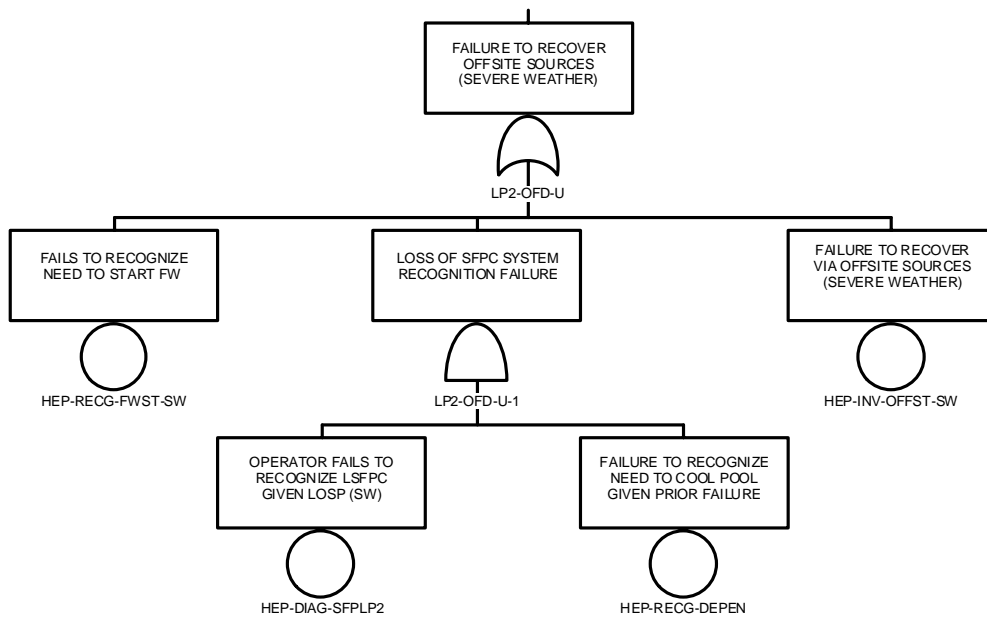 FAILURE TO RECOVER
OFFSITE SOURCES
(SEVERE WEATHER)
LP2-OFD-U
FAILS TO RECOGNIZE
NEED TO START FW
HEP-RECG-FWST-SW
LOSS OF SFPC SYSTEM
RECOGNITION FAILURE
LP2-OFD-U-1
FAILURE TO RECOVER
VIA OFFSITE SOURCES
(SEVERE WEATHER)
HEP-INV-OFFST-SW
OPERATOR FAILS TO
RECOGNIZE LSFPC
GIVEN LOSP (SW)
HEP-DIAG-SFPLP2
FAILURE TO RECOGNIZE
NEED TO COOL POOL
GIVEN PRIOR FAILURE
HEP-RECG-DEPEN